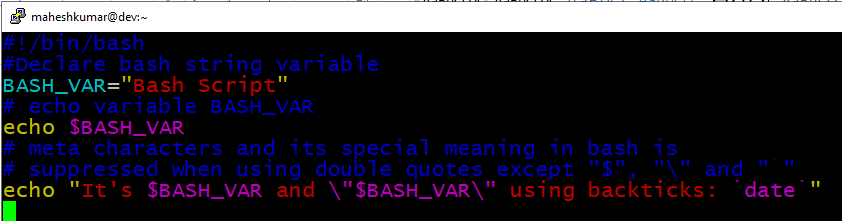 maheshkumar@dev:~
#!/bin/bash
#Declare bash string variable
BASH_VAR="Bash Script"
# echo variable BASH_VAR
echo $BASH_VAR
# meta characters and its special meaning in bash is
# suppressed when using double quotes except "$", "\" and "`"
echo "It's $BASH_VAR and \"$BASH_VAR\" using backticks: `date`"